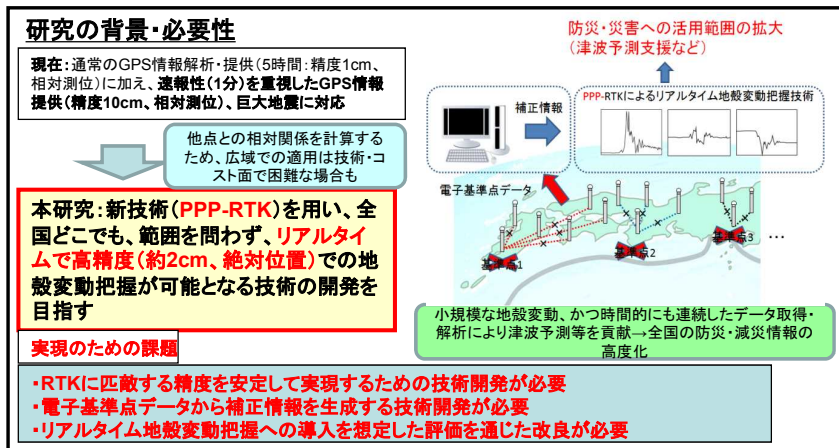 研究の背景・必要性
現在:通常のGPS情報解析・提供(5時間:精度1cm、
相対測位)に加え、速報性(1分)を重視したGPS情報
提供(精度10cm、相対測位)、巨大地震に対応
他点との相対関係を計算する
ため、広域での適用は技術・コ
スト面で困難な場合も
本研究:新技術(PPP-RTK)を用い、全
国どこでも、範囲を問わず、リアルタイ
ムで高精度(約2cm、絶対位置)での地
殻変動把握が可能となる技術の開発を
目指す
防災・災害への活用範囲の拡大
(津波予測支援など)
補正情報
PPP-RTKによるリアルタイム地殻変動把握技術
電子基準点データ
基準点1
基準点2
基準点3
…
小規模な地殻変動、かつ時間的にも連続したデータ取得・
解析により津波予測等を貢献→全国の防災・減災情報の
高度化
実現のための課題
・RTKに匹敵する精度を安定して実現するための技術開発が必要
・電子基準点データから補正情報を生成する技術開発が必要
・リアルタイム地殻変動把握への導入を想定した評価を通じた改良が必要